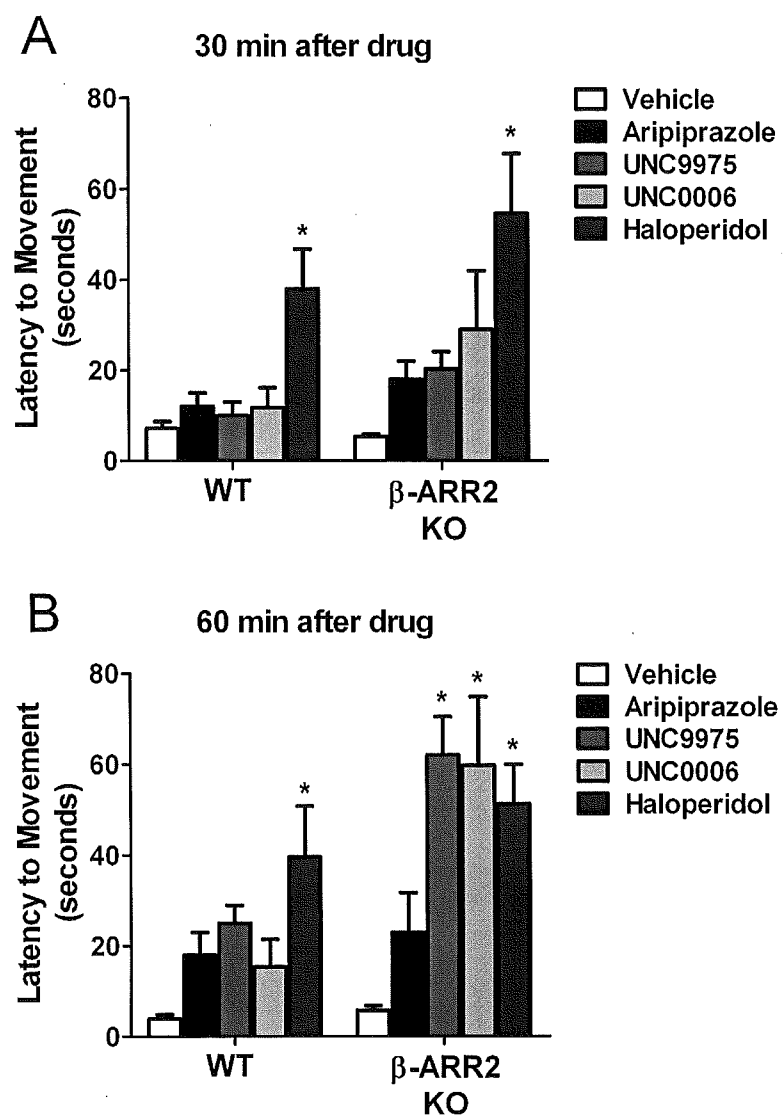 A
30 min after drug
Latency to Movement
(seconds)
80
60
40
20
0
*
*
WT
β-ARR2
KO
Vehicle
Aripiprazole
UNC9975
UNC0006
Haloperidol
B
60 min after drug
Latency to Movement
(seconds)
80
60
40
20
0
*
*
*
*
WT
β-ARR2
KO
Vehicle
Aripiprazole
UNC9975
UNC0006
Haloperidol